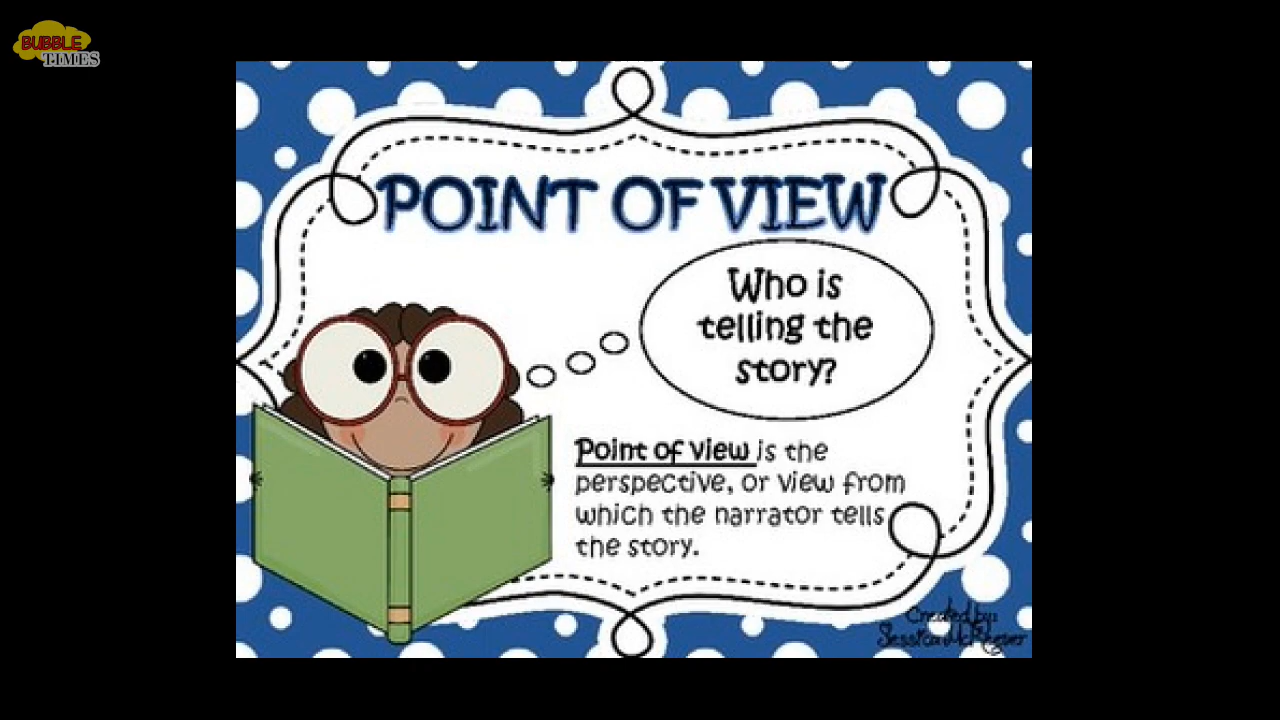 BUBBLE
TIMES
POINT OF VIEW
Who is
telling the
story?
Point of view is the
perspective, or view from
which the narrator tells
the story.
Created by:
Jessica